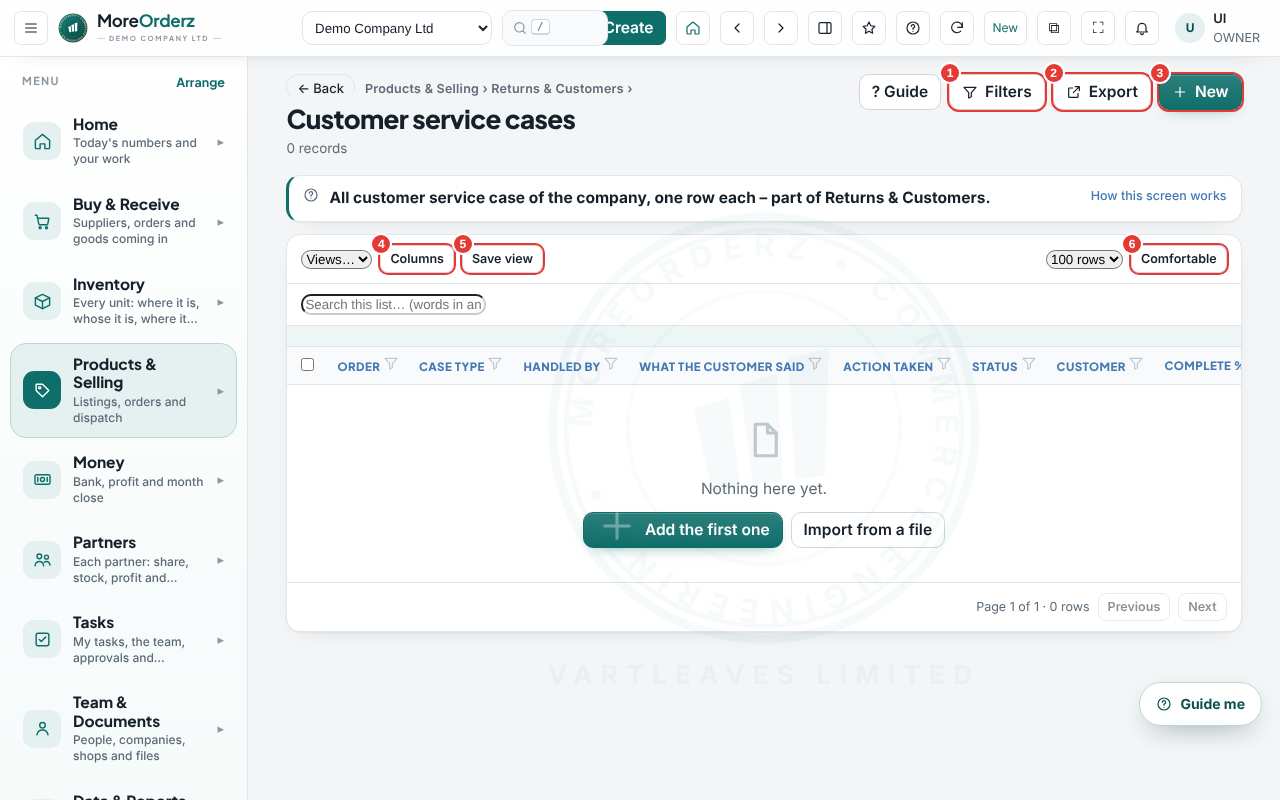 MoreOrderz
— DEMO COMPANY LTD —
Demo Company Ltd
/
Create
New
U
UI
OWNER
MENU
Arrange
Home
Today's numbers and
your work
Buy & Receive
Suppliers, orders and
goods coming in
Inventory
Every unit: where it is,
whose it is, where it...
Products &
Selling
Listings, orders and
dispatch
Money
Bank, profit and month
close
Partners
Each partner: share,
stock, profit and...
Tasks
My tasks, the team,
approvals and...
Team &
Documents
People, companies,
shops and files
Data & Reports
← Back
Products & Selling › Returns & Customers ›
Customer service cases
0 records
? Guide
1
Filters
2
Export
3
+ New
All customer service case of the company, one row each – part of Returns & Customers.
How this screen works
Views...
4
Columns
5
Save view
100 rows
6
Comfortable
Search this list... (words in an
ORDER
CASE TYPE
HANDLED BY
WHAT THE CUSTOMER SAID
ACTION TAKEN
STATUS
CUSTOMER
COMPLETE %
Nothing here yet.
Add the first one
Import from a file
Page 1 of 1 · 0 rows
Previous
Next
MOREORDERZ • COMMERCE ENGINEERING •
VARTLEAVES LIMITED
Guide me